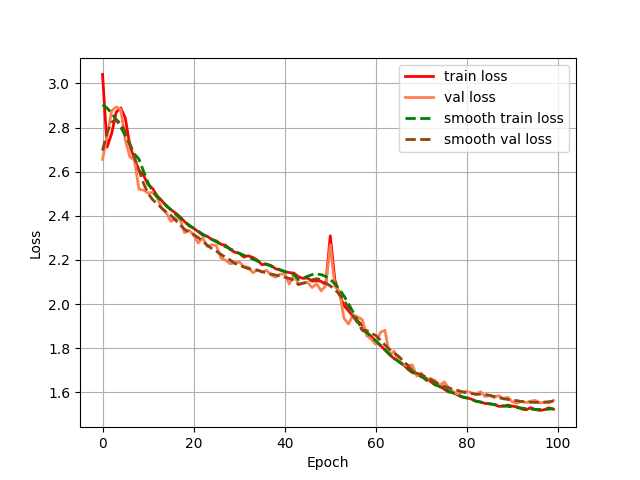 train loss
val loss
smooth train loss
smooth val loss
3.0
2.8
2.6
2.4
2.2
2.0
1.8
1.6
Loss
0 20 40 60 80 100
Epoch